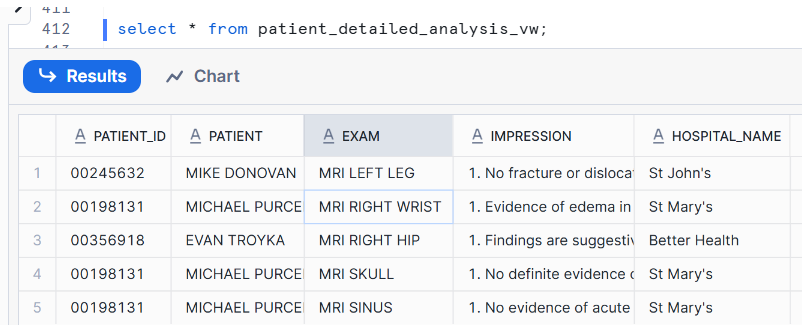 411
412 select * from patient_detailed_analysis_vw;
Results Chart
A PATIENT_ID A PATIENT A EXAM A IMPRESSION A HOSPITAL_NAME
1 00245632 MIKE DONOVAN MRI LEFT LEG 1. No fracture or disloca St John's
2 00198131 MICHAEL PURCE MRI RIGHT WRIST 1. Evidence of edema in St Mary's
3 00356918 EVAN TROYKA MRI RIGHT HIP 1. Findings are suggestiv Better Health
4 00198131 MICHAEL PURCE MRI SKULL 1. No definite evidence St Mary's
5 00198131 MICHAEL PURCE MRI SINUS 1. No evidence of acute St Mary's